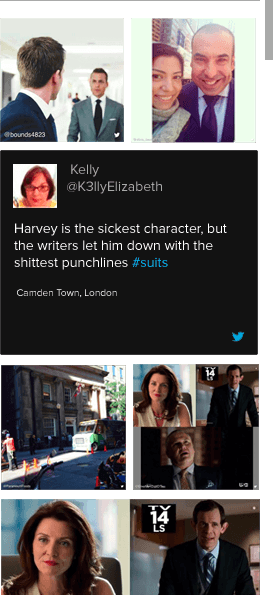 @bounds4823
Kelly
@K3llyElizabeth
Harvey is the sickest character, but
the writers let him down with the
shittest punchlines #suits
Camden Town, London
TV
14
LS
TV
14
LS